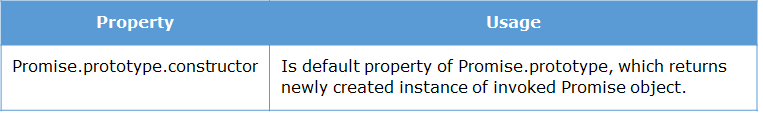 Property
Usage
Promise.prototype.constructor
Is default property of Promise.prototype, which returns
newly created instance of invoked Promise object.